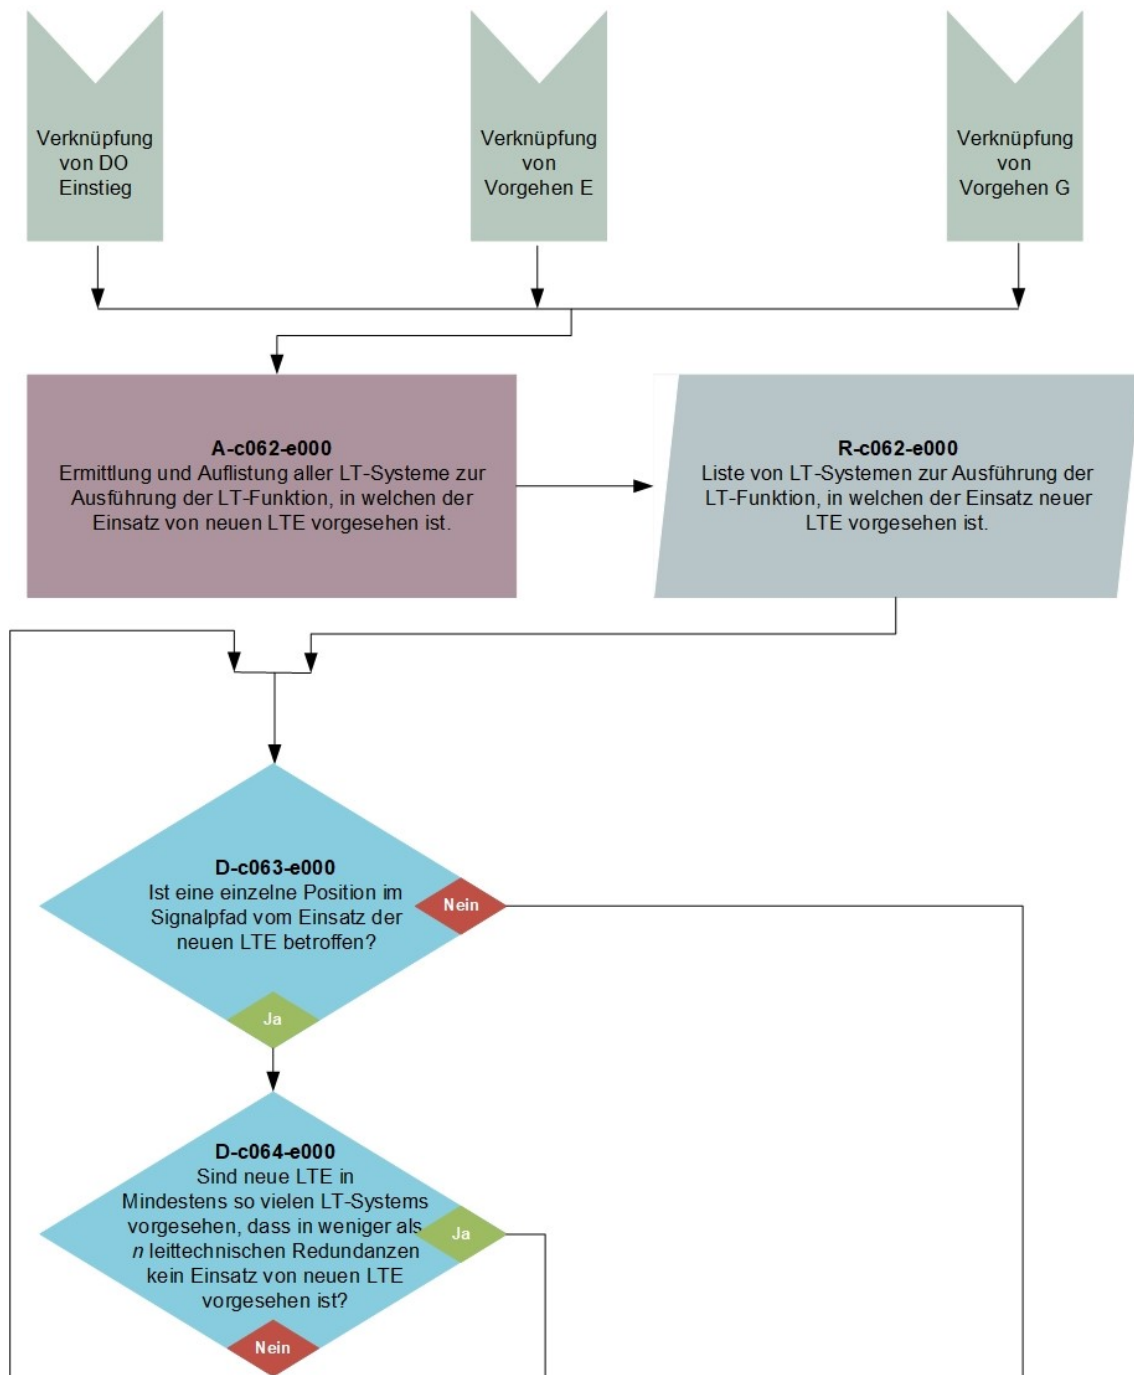 Verknüpfung
von DO
Einstieg
Verknüpfung
von
Vorgehen E
Verknüpfung
von
Vorgehen G
A-c062-e000
Ermittlung und Auflistung aller LT-Systeme zur
Ausführung der LT-Funktion, in welchen der
Einsatz von neuen LTE vorgesehen ist.
R-c062-e000
Liste von LT-Systemen zur Ausführung der
LT-Funktion, in welchen der Einsatz neuer
LTE vorgesehen ist.
D-c063-e000
Ist eine einzelne Position im
Signalpfad vom Einsatz der
neuen LTE betroffen?
Nein
Ja
D-c064-e000
Sind neue LTE in
Mindestens so vielen LT-Systems
vorgesehen, dass in weniger als
n leittechnischen Redundanzen
kein Einsatz von neuen LTE
vorgesehen ist?
Ja
Nein